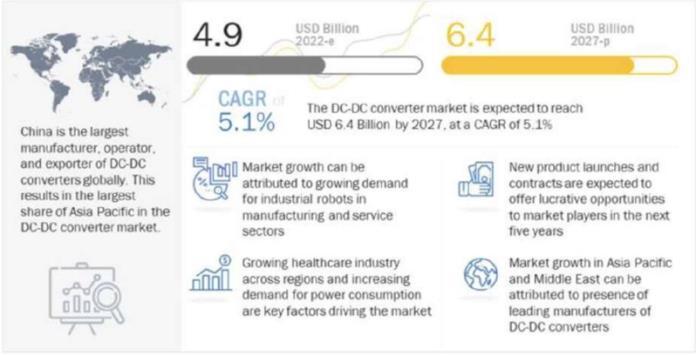 4.9
USD Billion
2022-e
6.4
USD Billion
2027-p
CAGR of
5.1%
The DC-DC converter market is expected to reach
USD 6.4 Billion by 2027, at a CAGR of 5.1%
China is the largest
manufacturer, operator,
and exporter of DC-DC
converters globally. This
results in the largest
share of Asia Pacific in the
DC-DC converter market.
Market growth can be
attributed to growing demand
for industrial robots in
manufacturing and service
sectors
New product launches and
contracts are expected to
offer lucrative opportunities
to market players in the next
five years
Growing healthcare industry
across regions and increasing
demand for power consumption
are key factors driving the market
Market growth in Asia Pacific
and Middle East can be
attributed to presence of
leading manufacturers of
DC-DC converters